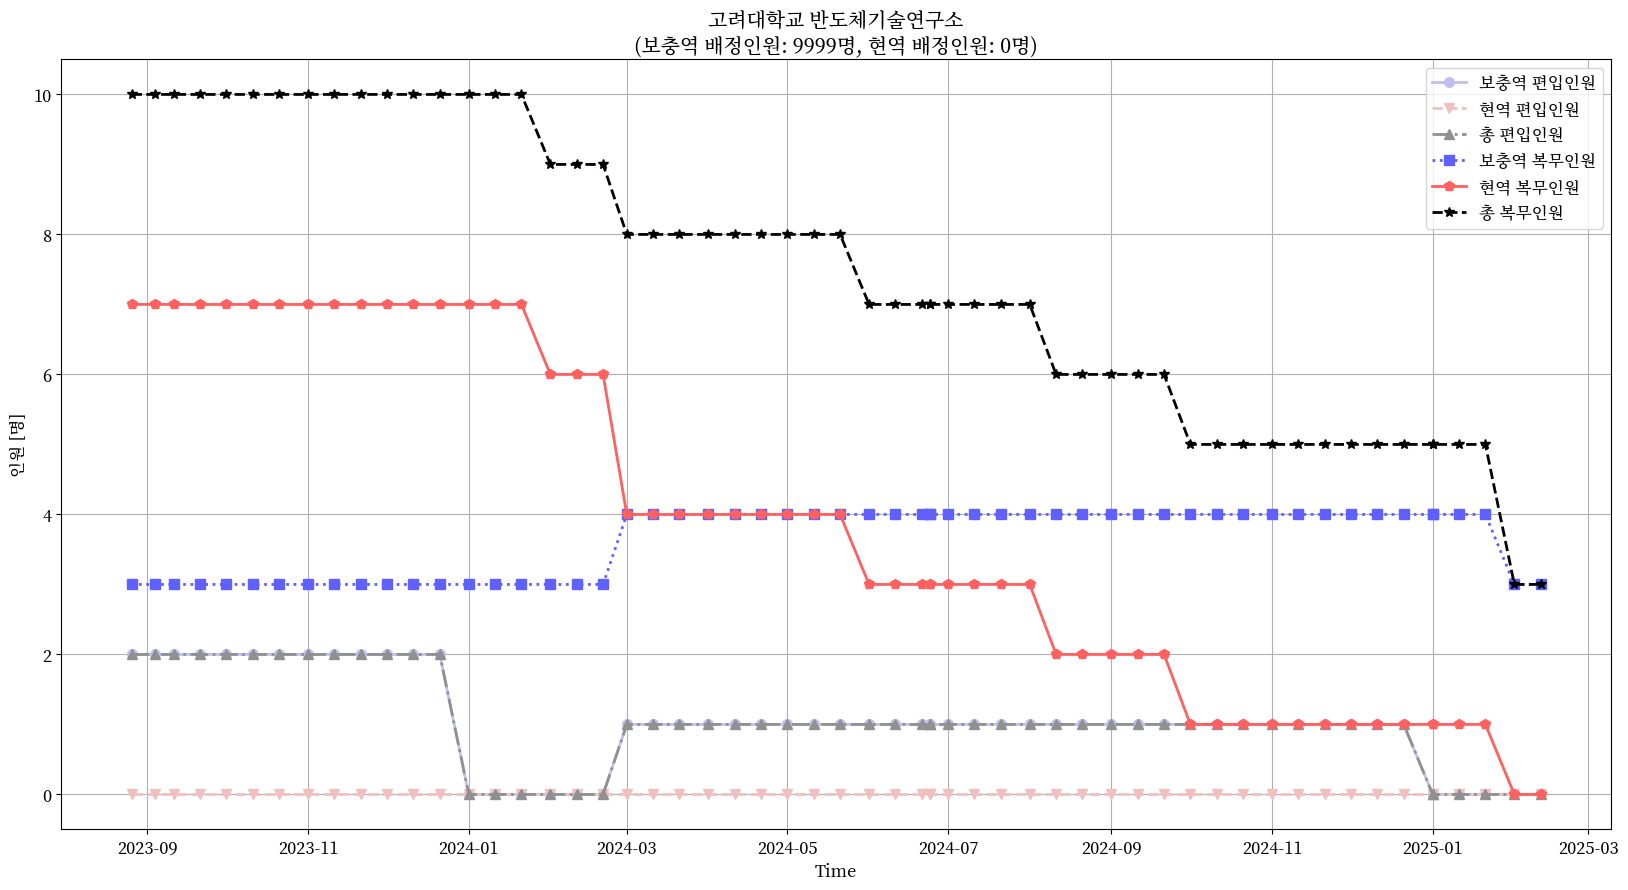 고려대학교 반도체기술연구소
(보충역 배정인원: 9999명, 현역 배정인원: 0명)
보충역 편입인원
현역 편입인원
총 편입인원
보충역 복무인원
현역 복무인원
총 복무인원
인원 [명]
10
8
6
4
2
0
2023-09
2023-11
2024-01
2024-03
2024-05
2024-07
2024-09
2024-11
2025-01
2025-03
Time